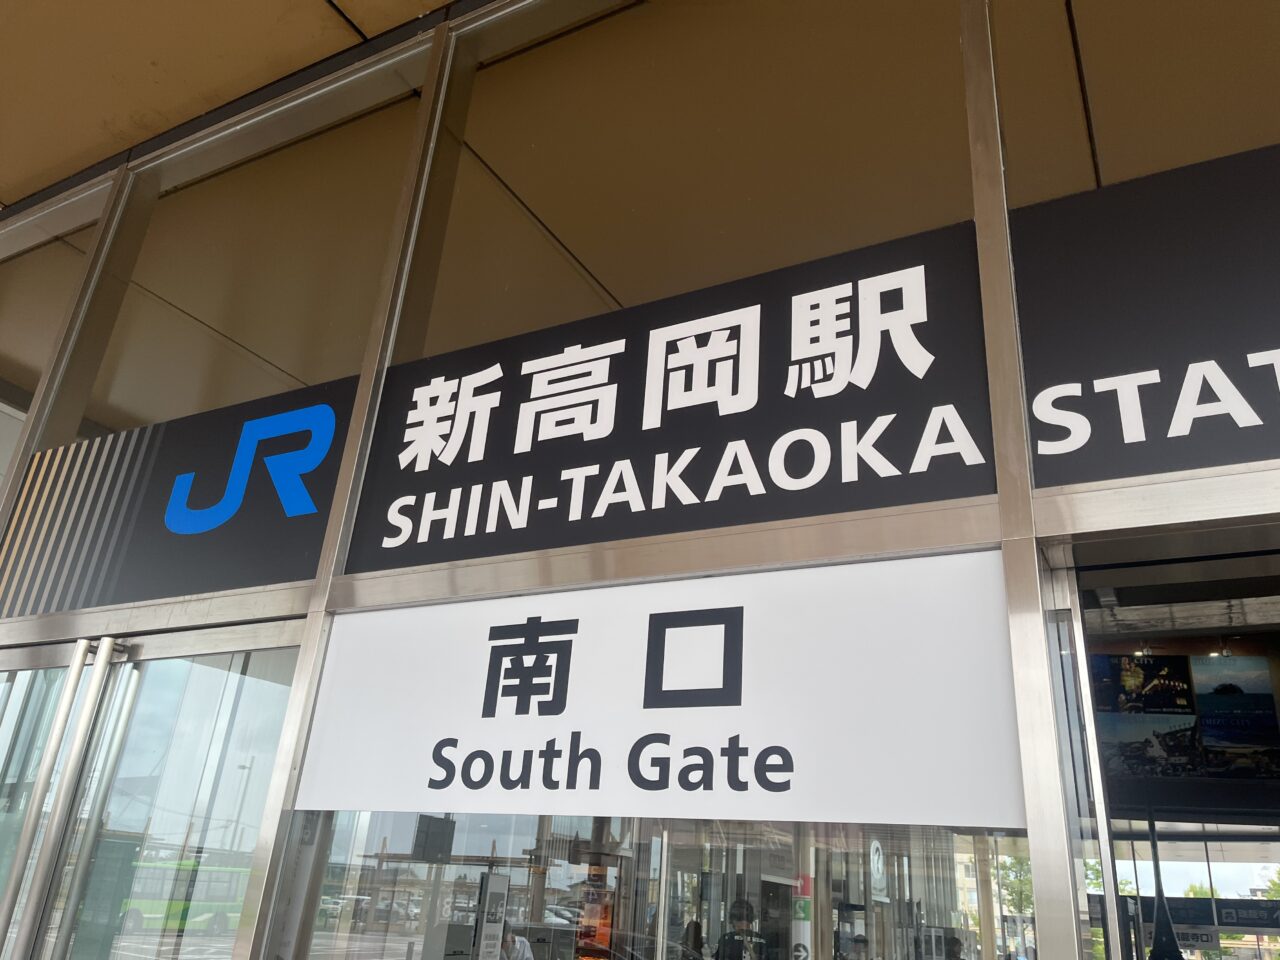 JR
新高岡駅
SHIN-TAKAOKA STAT
南口
South Gate